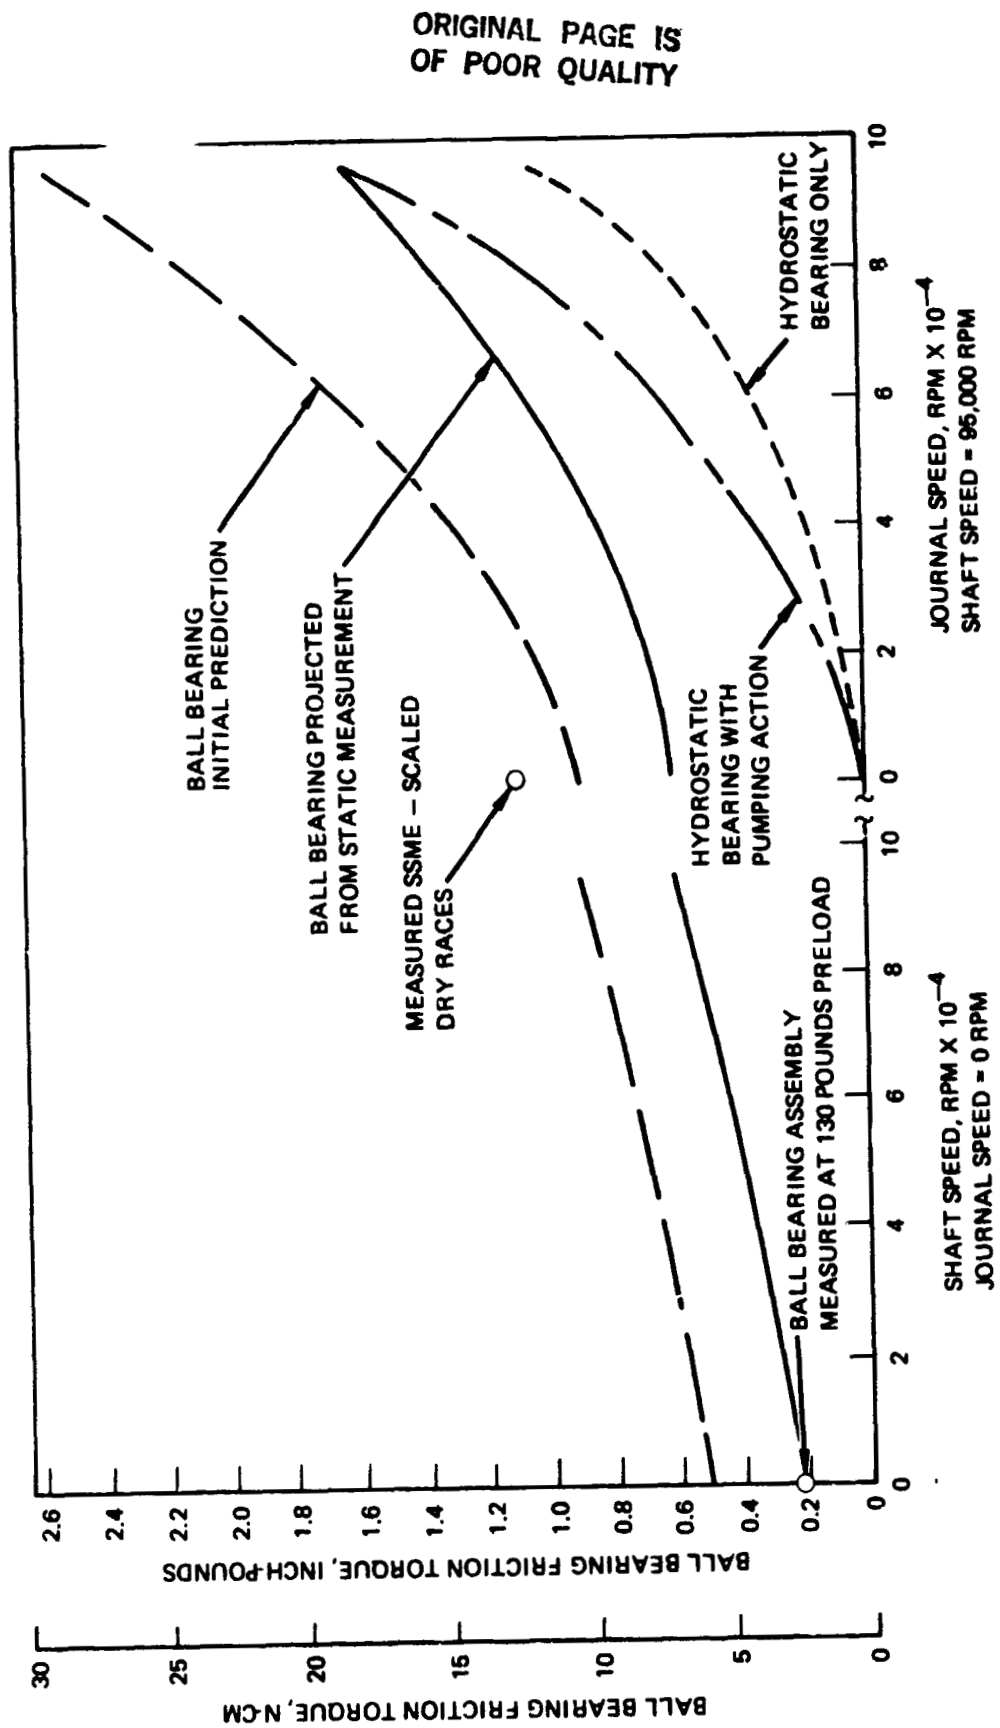 ORIGINAL PAGE IS
OF POOR QUALITY
BALL BEARING FRICTION TORQUE, N-CM
30
25
20
15
10
5
0
BALL BEARING FRICTION TORQUE, INCH-POUNDS
2.6
2.4
2.2
2.0
1.8
1.6
1.4
1.2
1.0
0.8
0.6
0.4
0.2
0
BALL BEARING
INITIAL PREDICTION
BALL BEARING PROJECTED
FROM STATIC MEASUREMENT
MEASURED SSME – SCALED
DRY RACES
HYDROSTATIC
BEARING WITH
PUMPING ACTION
HYDROSTATIC
BEARING ONLY
BALL BEARING ASSEMBLY
MEASURED AT 130 POUNDS PRELOAD
0 2 4 6 8 10
0 2 4 6 8 10
SHAFT SPEED, RPM X 10⁻⁴
JOURNAL SPEED = 0 RPM
JOURNAL SPEED, RPM X 10⁻⁴
SHAFT SPEED = 95,000 RPM